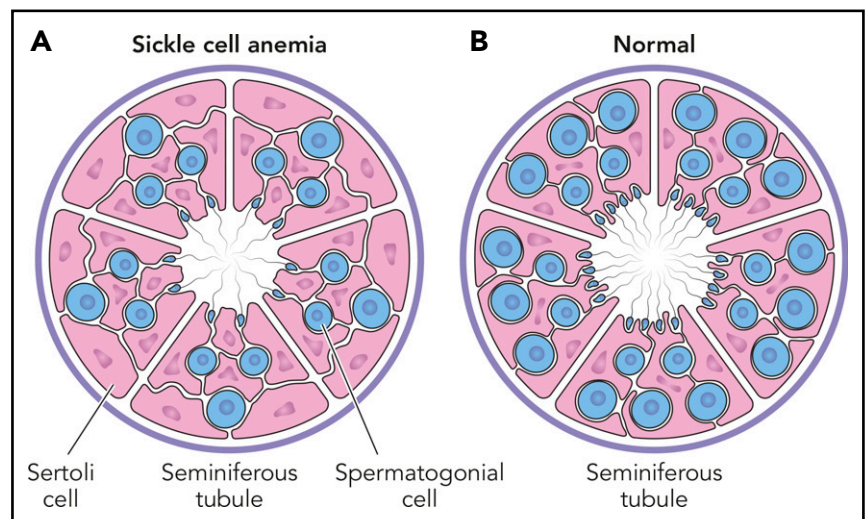 A
Sickle cell anemia
B
Normal
Sertoli
cell
Seminiferous
tubule
Spermatogonial
cell
Seminiferous
tubule